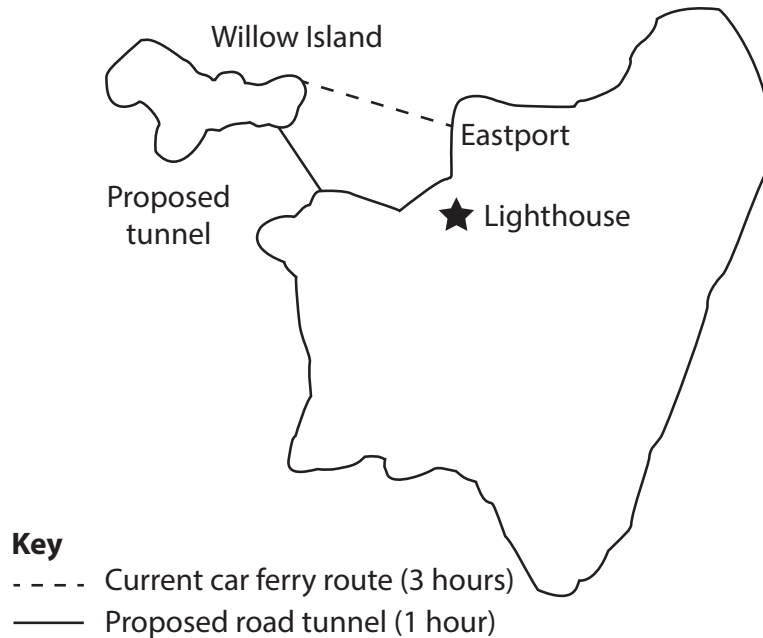 Willow Island
Eastport
Proposed
tunnel
Lighthouse
Key
Current car ferry route (3 hours)
Proposed road tunnel (1 hour)